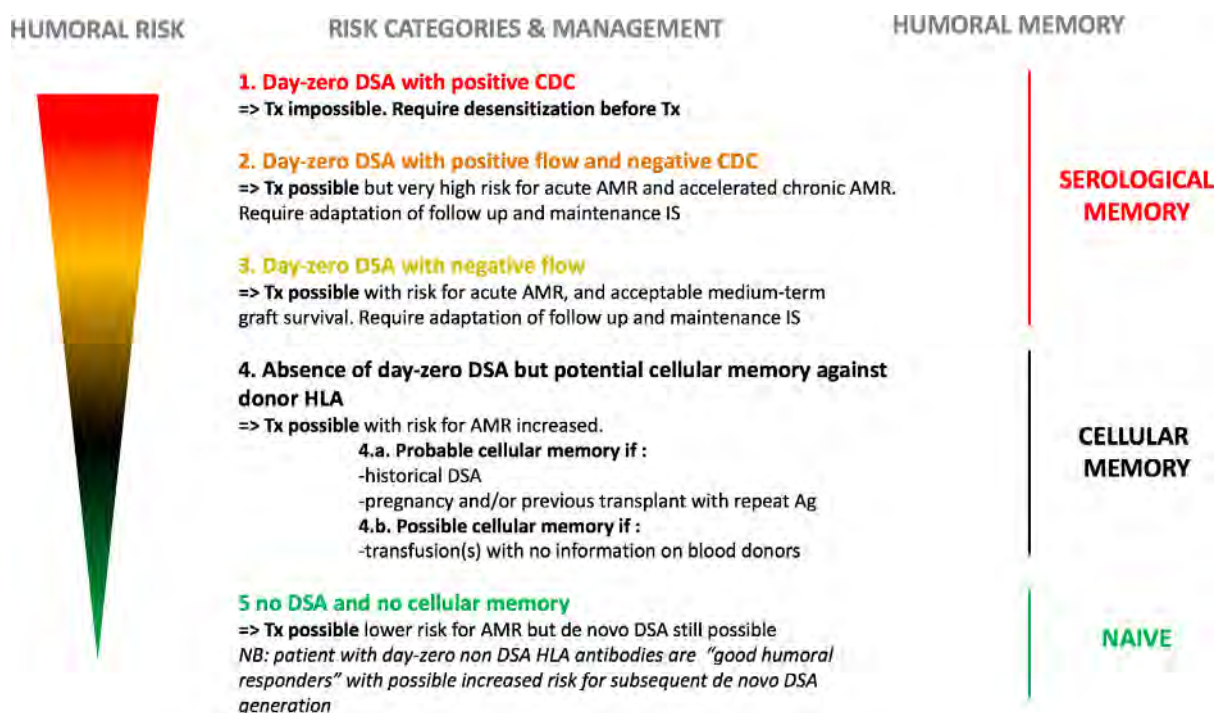 HUMORAL RISK
RISK CATEGORIES & MANAGEMENT
HUMORAL MEMORY
1. Day-zero DSA with positive CDC
=> Tx impossible. Require desensitization before Tx
2. Day-zero DSA with positive flow and negative CDC
=> Tx possible but very high risk for acute AMR and accelerated chronic AMR.
Require adaptation of follow up and maintenance IS
3. Day-zero DSA with negative flow
=> Tx possible with risk for acute AMR, and acceptable medium-term
graft survival. Require adaptation of follow up and maintenance IS
SEROLOGICAL
MEMORY
4. Absence of day-zero DSA but potential cellular memory against
donor HLA
=> Tx possible with risk for AMR increased.
4.a. Probable cellular memory if :
-historical DSA
-pregnancy and/or previous transplant with repeat Ag
4.b. Possible cellular memory if :
-transfusion(s) with no information on blood donors
CELLULAR
MEMORY
5 no DSA and no cellular memory
=> Tx possible lower risk for AMR but de novo DSA still possible
NB: patient with day-zero non DSA HLA antibodies are "good humoral
responders" with possible increased risk for subsequent de novo DSA
generation
NAIVE